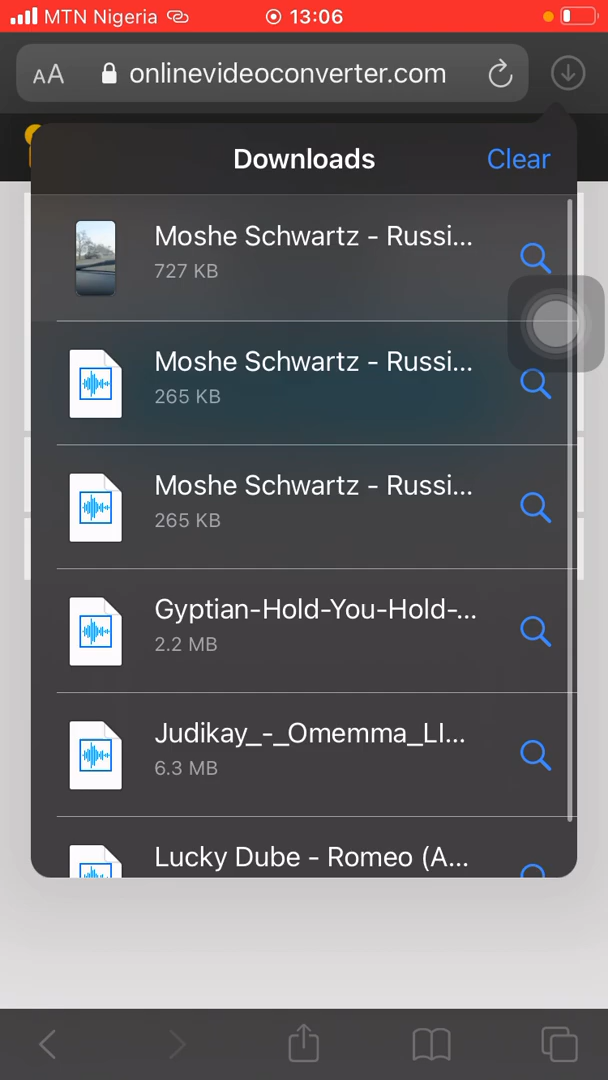 MTN Nigeria 13:06
AA onlinevideoconverter.com
Downloads Clear
Moshe Schwartz - Russi...
727 KB
Moshe Schwartz - Russi...
265 KB
Moshe Schwartz - Russi...
265 KB
Gyptian-Hold-You-Hold-...
2.2 MB
Judikay_-_Omemma_LI...
6.3 MB
Lucky Dube - Romeo (A...